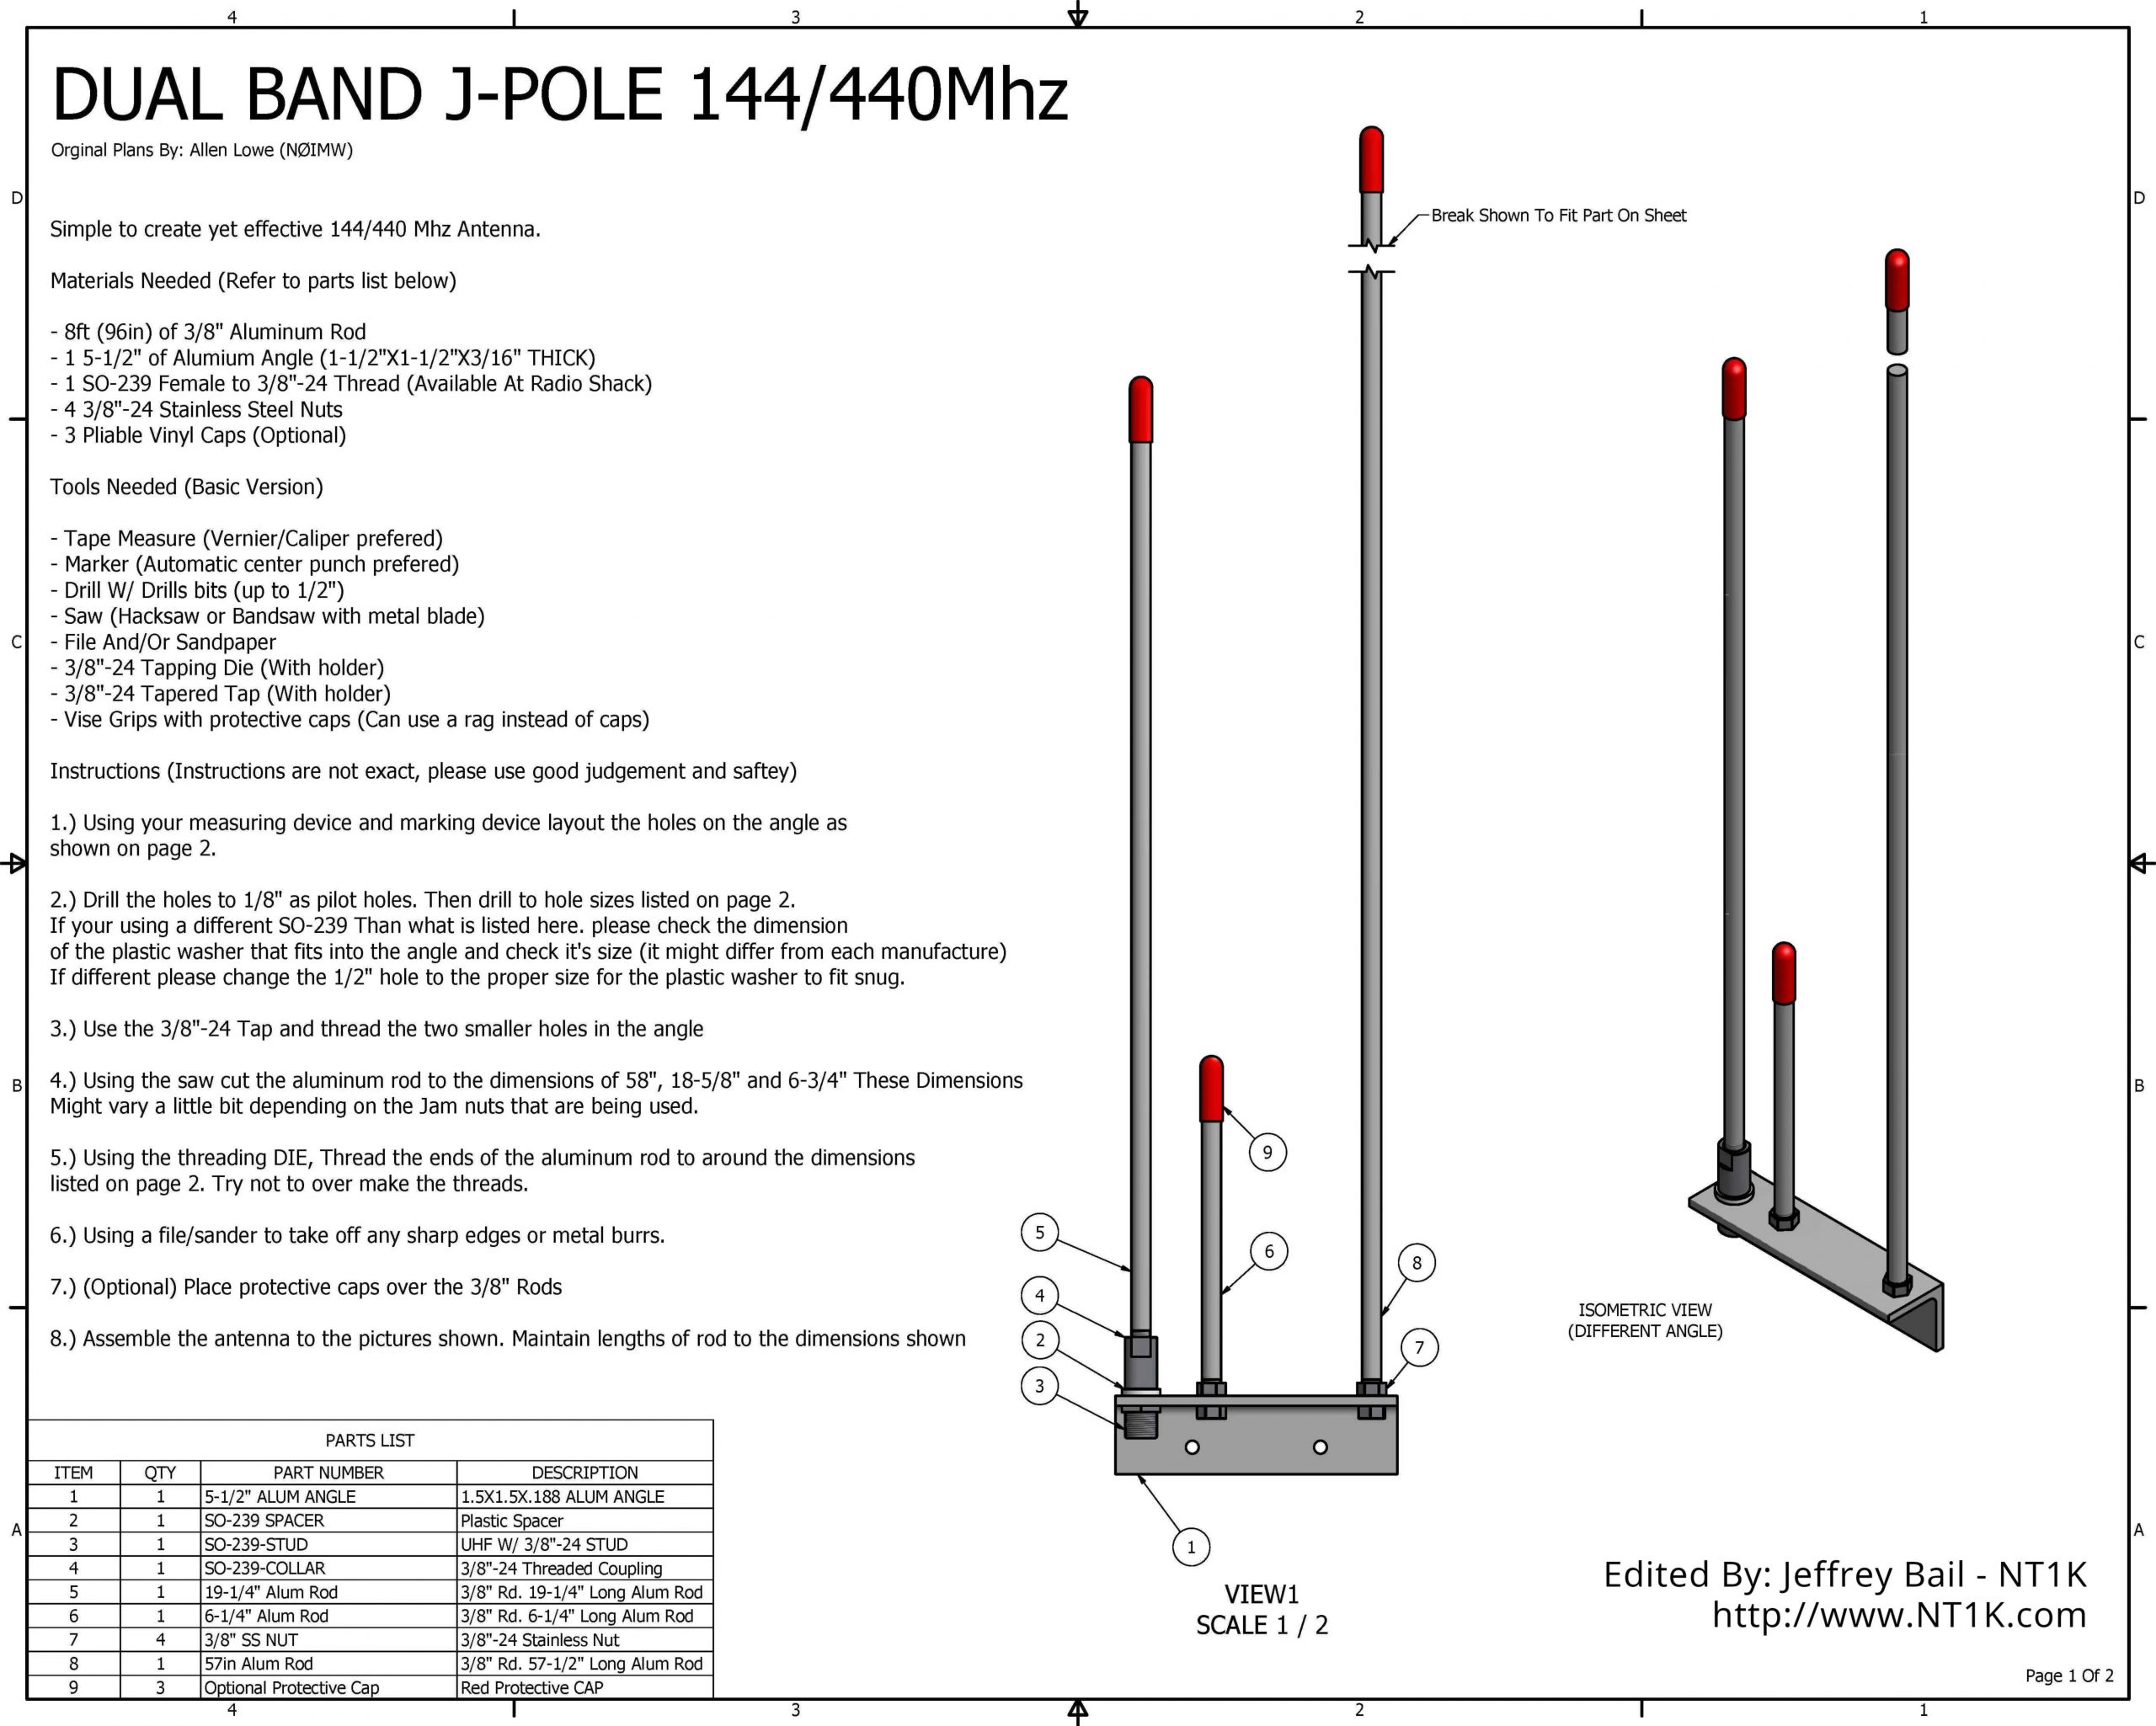 4 3 2 1
DUAL BAND J-POLE 144/440Mhz
Orginal Plans By: Allen Lowe (NØIMW)
D D
Simple to create yet effective 144/440 Mhz Antenna.
Materials Needed (Refer to parts list below)
- 8ft (96in) of 3/8" Aluminum Rod
- 1 5-1/2" of Alumium Angle (1-1/2"X1-1/2"X3/16" THICK)
- 1 SO-239 Female to 3/8"-24 Thread (Available At Radio Shack)
- 4 3/8"-24 Stainless Steel Nuts
- 3 Pliable Vinyl Caps (Optional)
Tools Needed (Basic Version)
- Tape Measure (Vernier/Caliper prefered)
- Marker (Automatic center punch prefered)
- Drill W/ Drills bits (up to 1/2")
- Saw (Hacksaw or Bandsaw with metal blade)
- File And/Or Sandpaper
- 3/8"-24 Tapping Die (With holder)
- 3/8"-24 Tapered Tap (With holder)
- Vise Grips with protective caps (Can use a rag instead of caps)
C C
Instructions (Instructions are not exact, please use good judgement and saftey)
1.) Using your measuring device and marking device layout the holes on the angle as
shown on page 2.
2.) Drill the holes to 1/8" as pilot holes. Then drill to hole sizes listed on page 2.
If your using a different SO-239 Than what is listed here. please check the dimension
of the plastic washer that fits into the angle and check it's size (it might differ from each manufacture)
If different please change the 1/2" hole to the proper size for the plastic washer to fit snug.
3.) Use the 3/8"-24 Tap and thread the two smaller holes in the angle
4.) Using the saw cut the aluminum rod to the dimensions of 58", 18-5/8" and 6-3/4" These Dimensions
Might vary a little bit depending on the Jam nuts that are being used.
B B
5.) Using the threading DIE, Thread the ends of the aluminum rod to around the dimensions
listed on page 2. Try not to over make the threads.
6.) Using a file/sander to take off any sharp edges or metal burrs.
7.) (Optional) Place protective caps over the 3/8" Rods
8.) Assemble the antenna to the pictures shown. Maintain lengths of rod to the dimensions shown
Break Shown To Fit Part On Sheet
9
5
6
8
4
2
7
3
1
VIEW1
SCALE 1 / 2
ISOMETRIC VIEW
(DIFFERENT ANGLE)
PARTS LIST
ITEM QTY PART NUMBER DESCRIPTION
1 1 5-1/2" ALUM ANGLE 1.5X1.5X.188 ALUM ANGLE
2 1 SO-239 SPACER Plastic Spacer
3 1 SO-239-STUD UHF W/ 3/8"-24 STUD
4 1 SO-239-COLLAR 3/8"-24 Threaded Coupling
5 1 19-1/4" Alum Rod 3/8" Rd. 19-1/4" Long Alum Rod
6 1 6-1/4" Alum Rod 3/8" Rd. 6-1/4" Long Alum Rod
7 4 3/8" SS NUT 3/8"-24 Stainless Nut
8 1 57in Alum Rod 3/8" Rd. 57-1/2" Long Alum Rod
9 3 Optional Protective Cap Red Protective CAP
A A
Edited By: Jeffrey Bail - NT1K
http://www.NT1K.com
Page 1 Of 2
4 3 2 1